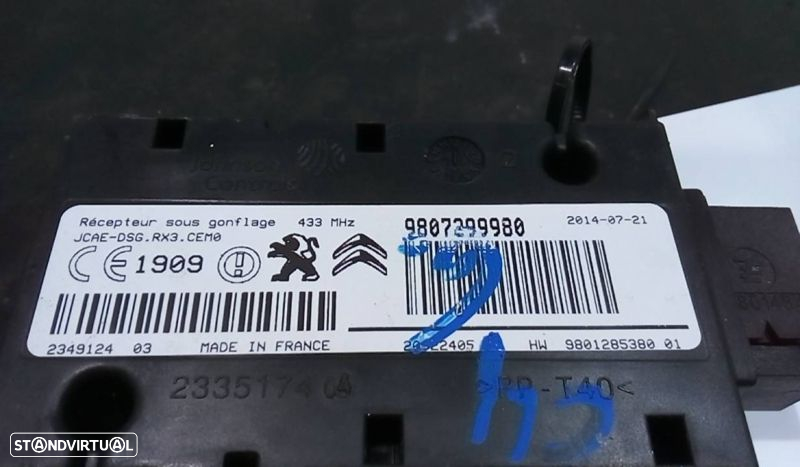 Johnson
Controls
Récepteur sous gonflage 433 MHz 9807299980 2014-07-21
JCAE-DSG.RX3.CEM0
CE 1909
2349124 03 MADE IN FRANCE HW 9801285380 01
2335174
>PP-T40<
STANDVIRTUAL